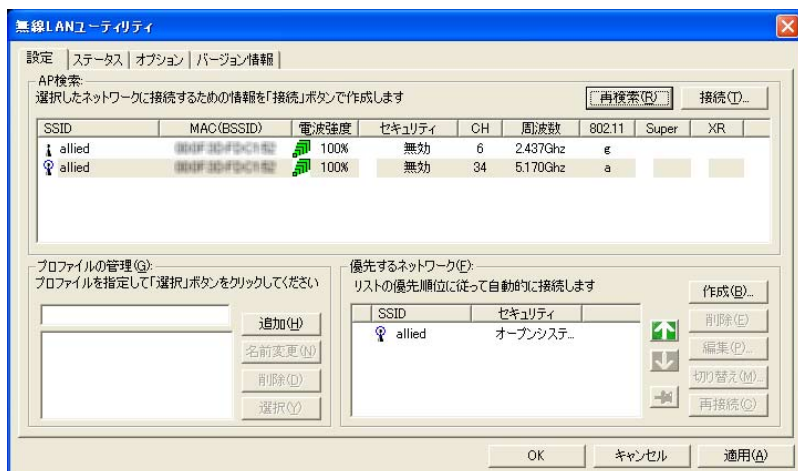 無線LANユーティリティ
設定 ステータス オプション バージョン情報
AP検索:
選択したネットワークに接続するための情報を「接続」ボタンで作成します
再検索(R) 接続(T)...
SSID MAC(BSSID) 電波強度 セキュリティ CH 周波数 802.11 Super XR
allied 100% 無効 6 2.437Ghz g
allied 100% 無効 34 5.170Ghz a
プロファイルの管理(G):
プロファイルを指定して「選択」ボタンをクリックしてください
追加(H)
名前変更(N)
削除(D)
選択(Y)
優先するネットワーク(F):
リストの優先順位に従って自動的に接続します
SSID セキュリティ
allied オープンシステ...
作成(B)...
削除(E)
編集(P)...
切り替え(M)...
再接続(C)
OK キャンセル 適用(A)